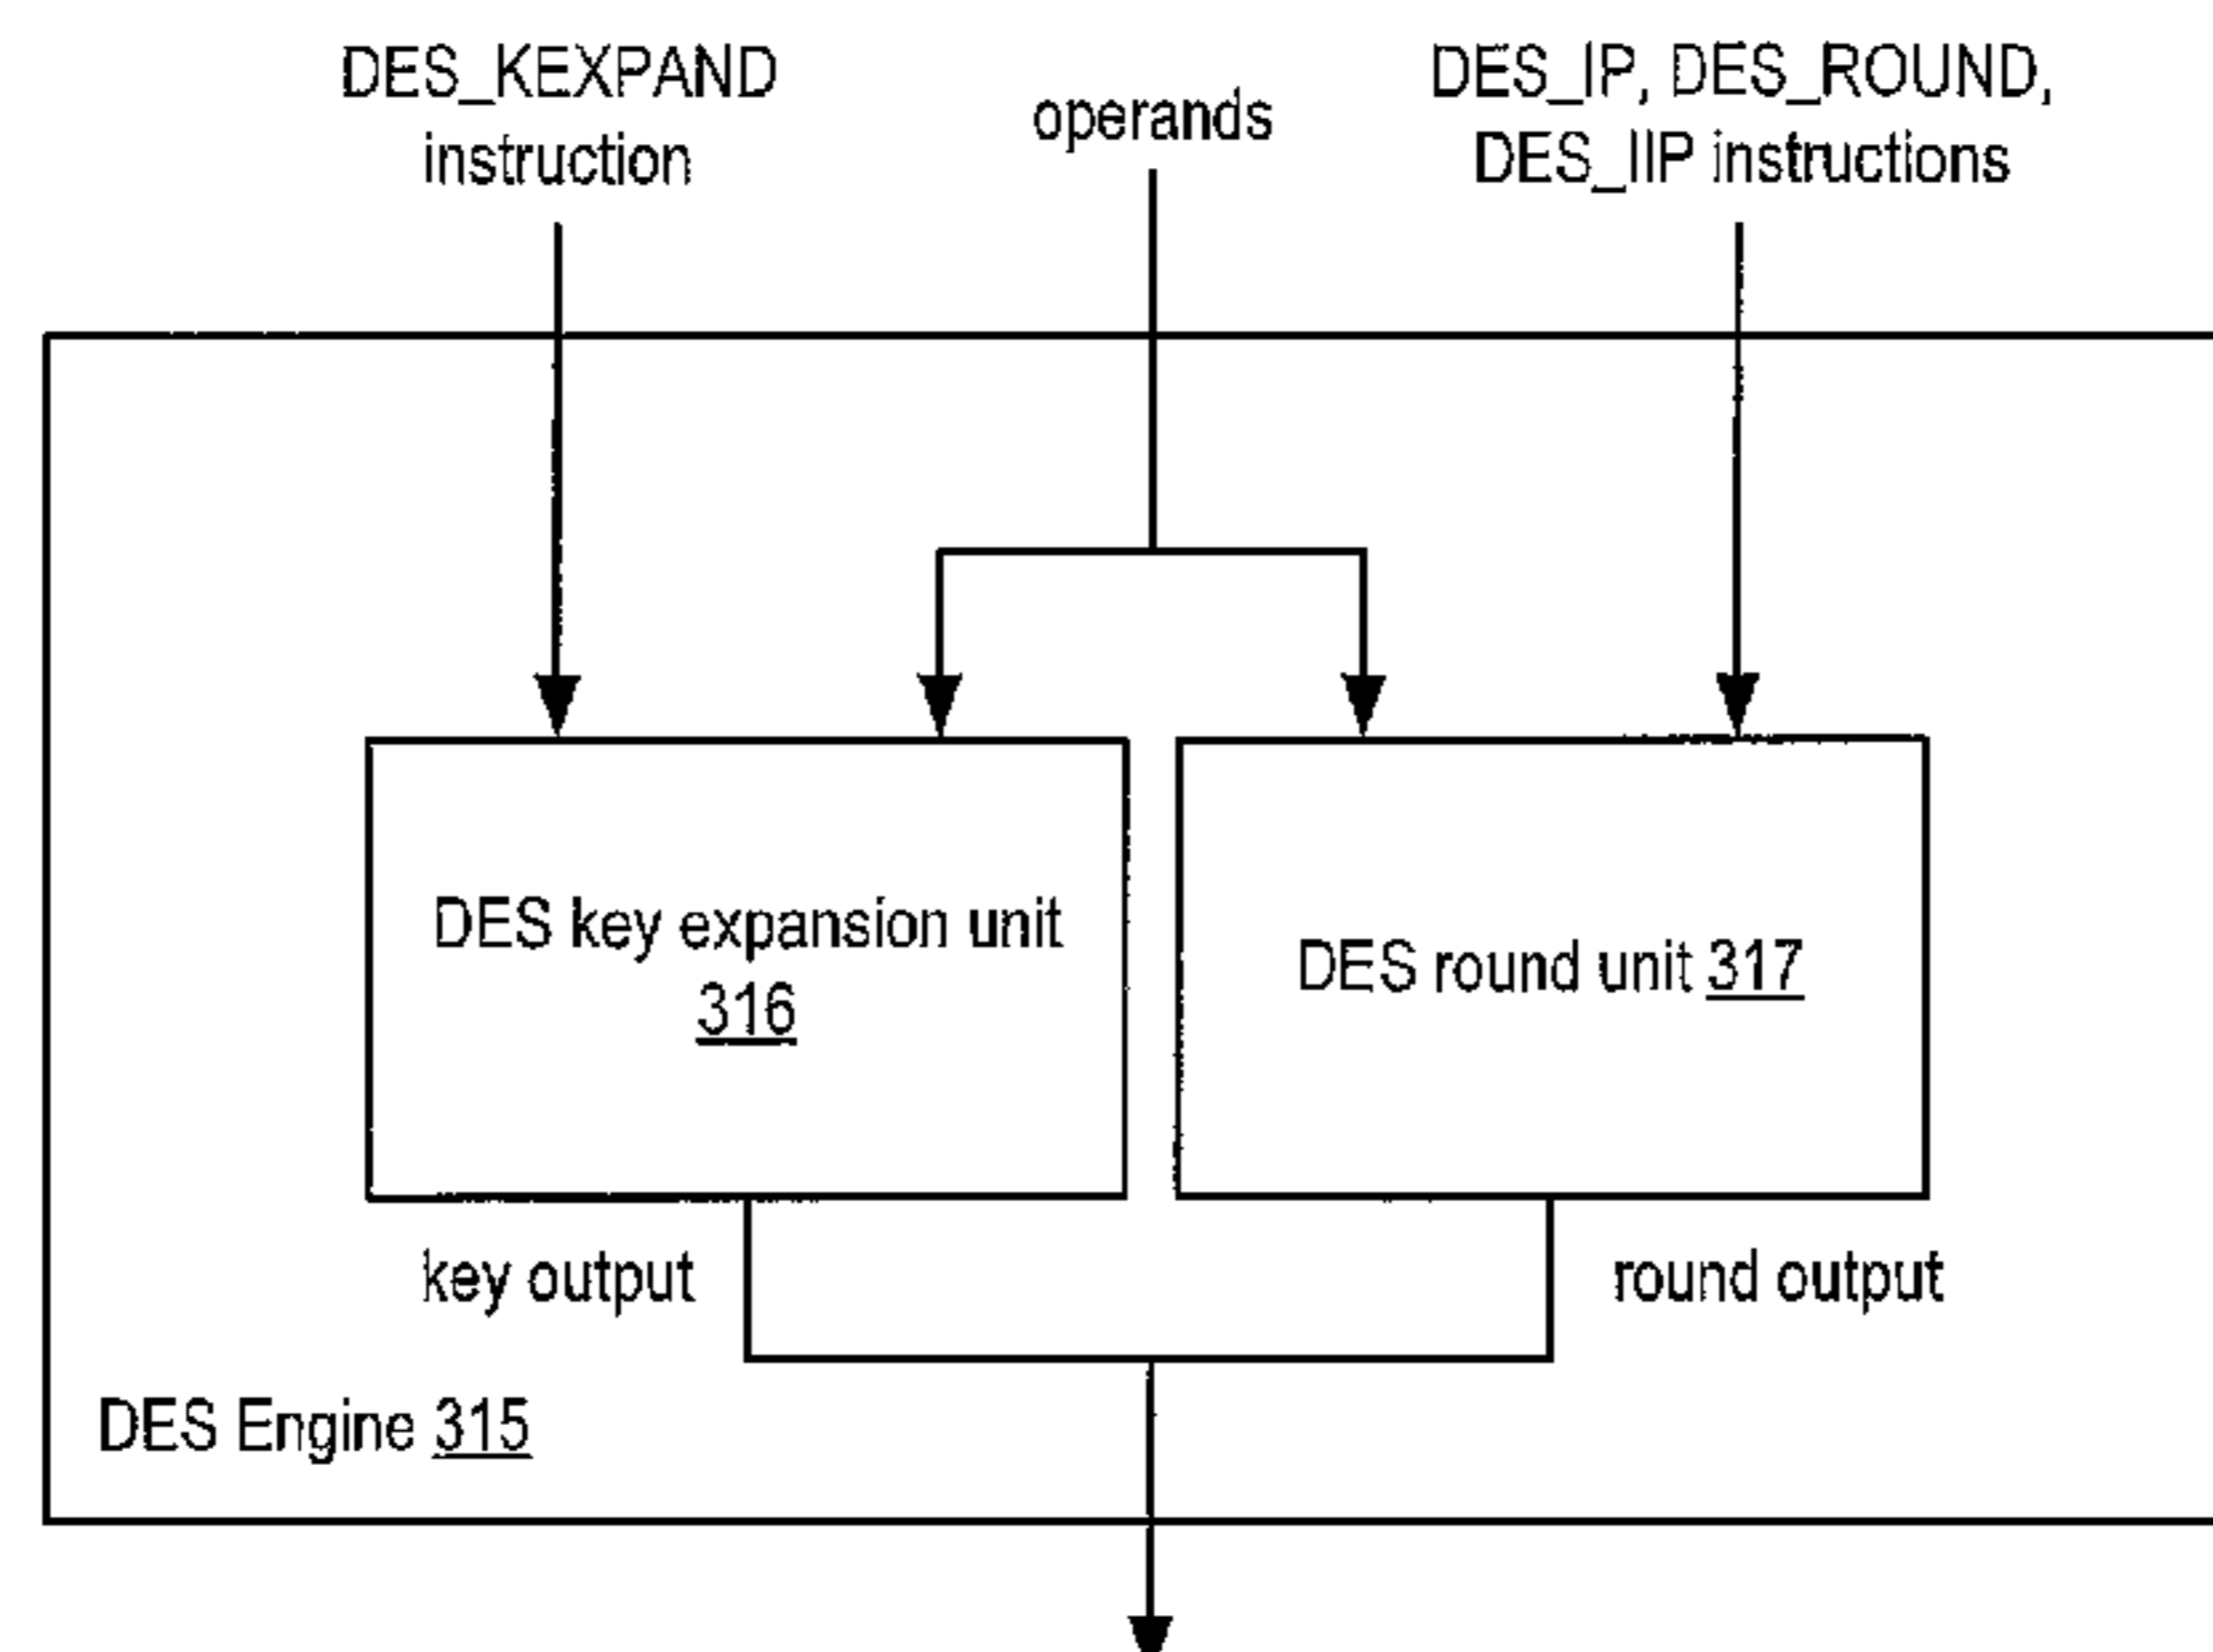 DES_KEXPAND
instruction
operands
DES_IP, DES_ROUND,
DES_IIP instructions
DES key expansion unit
316
DES round unit 317
key output
round output
DES Engine 315